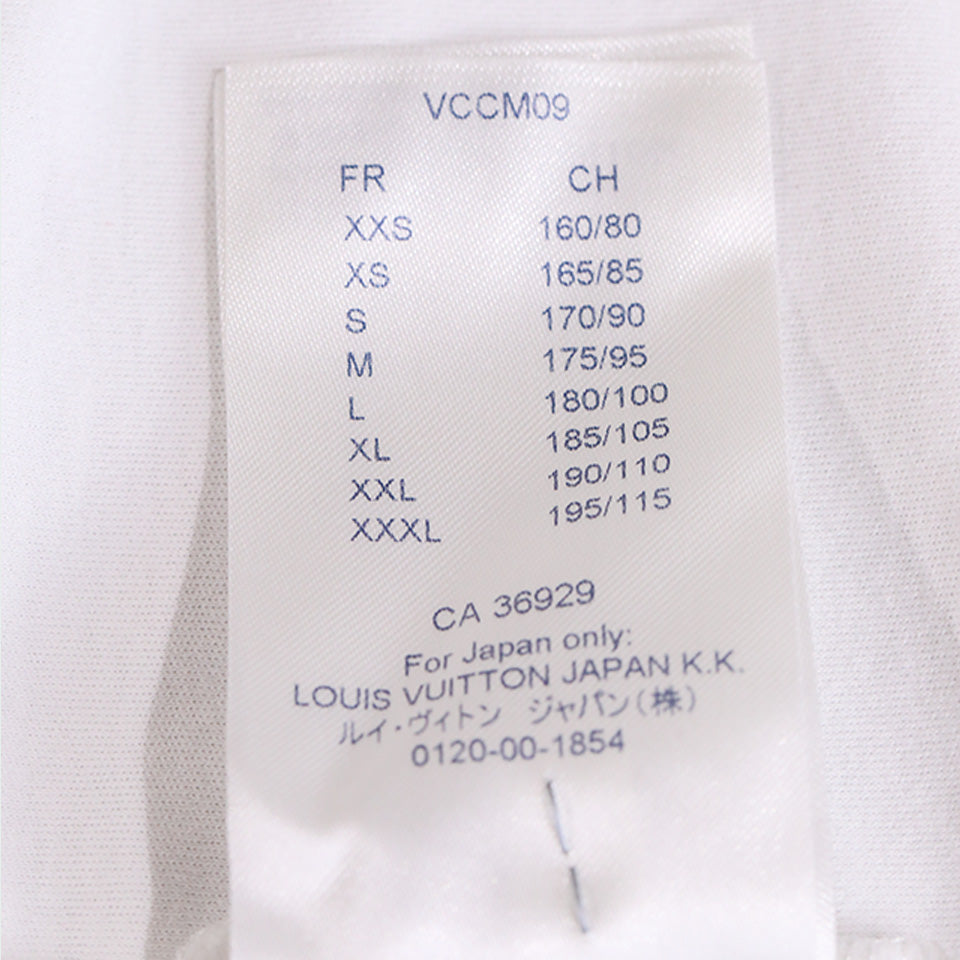 VCCM09
FR CH
XXS 160/80
XS 165/85
S 170/90
M 175/95
L 180/100
XL 185/105
XXL 190/110
XXXL 195/115
CA 36929
For Japan only:
LOUIS VUITTON JAPAN K.K.
ルイ・ヴィトン ジャパン(株)
0120-00-1854